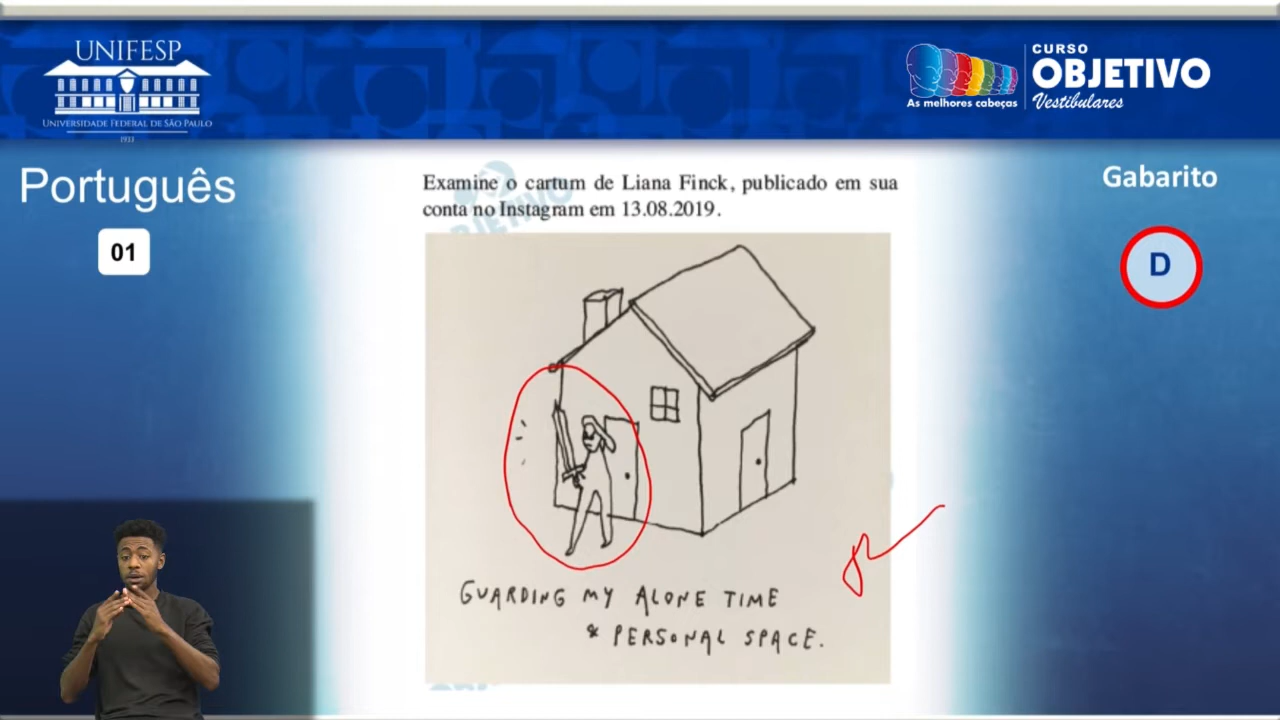 UNIFESP
UNIVERSIDADE FEDERAL DE SÃO PAULO
1933
As melhores cabeças
CURSO
OBJETIVO
Vestibulares
Português
01
Gabarito
D
Examine o cartum de Liana Finck, publicado em sua
conta no Instagram em 13.08.2019.
GUARDING MY ALONE TIME
& PERSONAL SPACE.